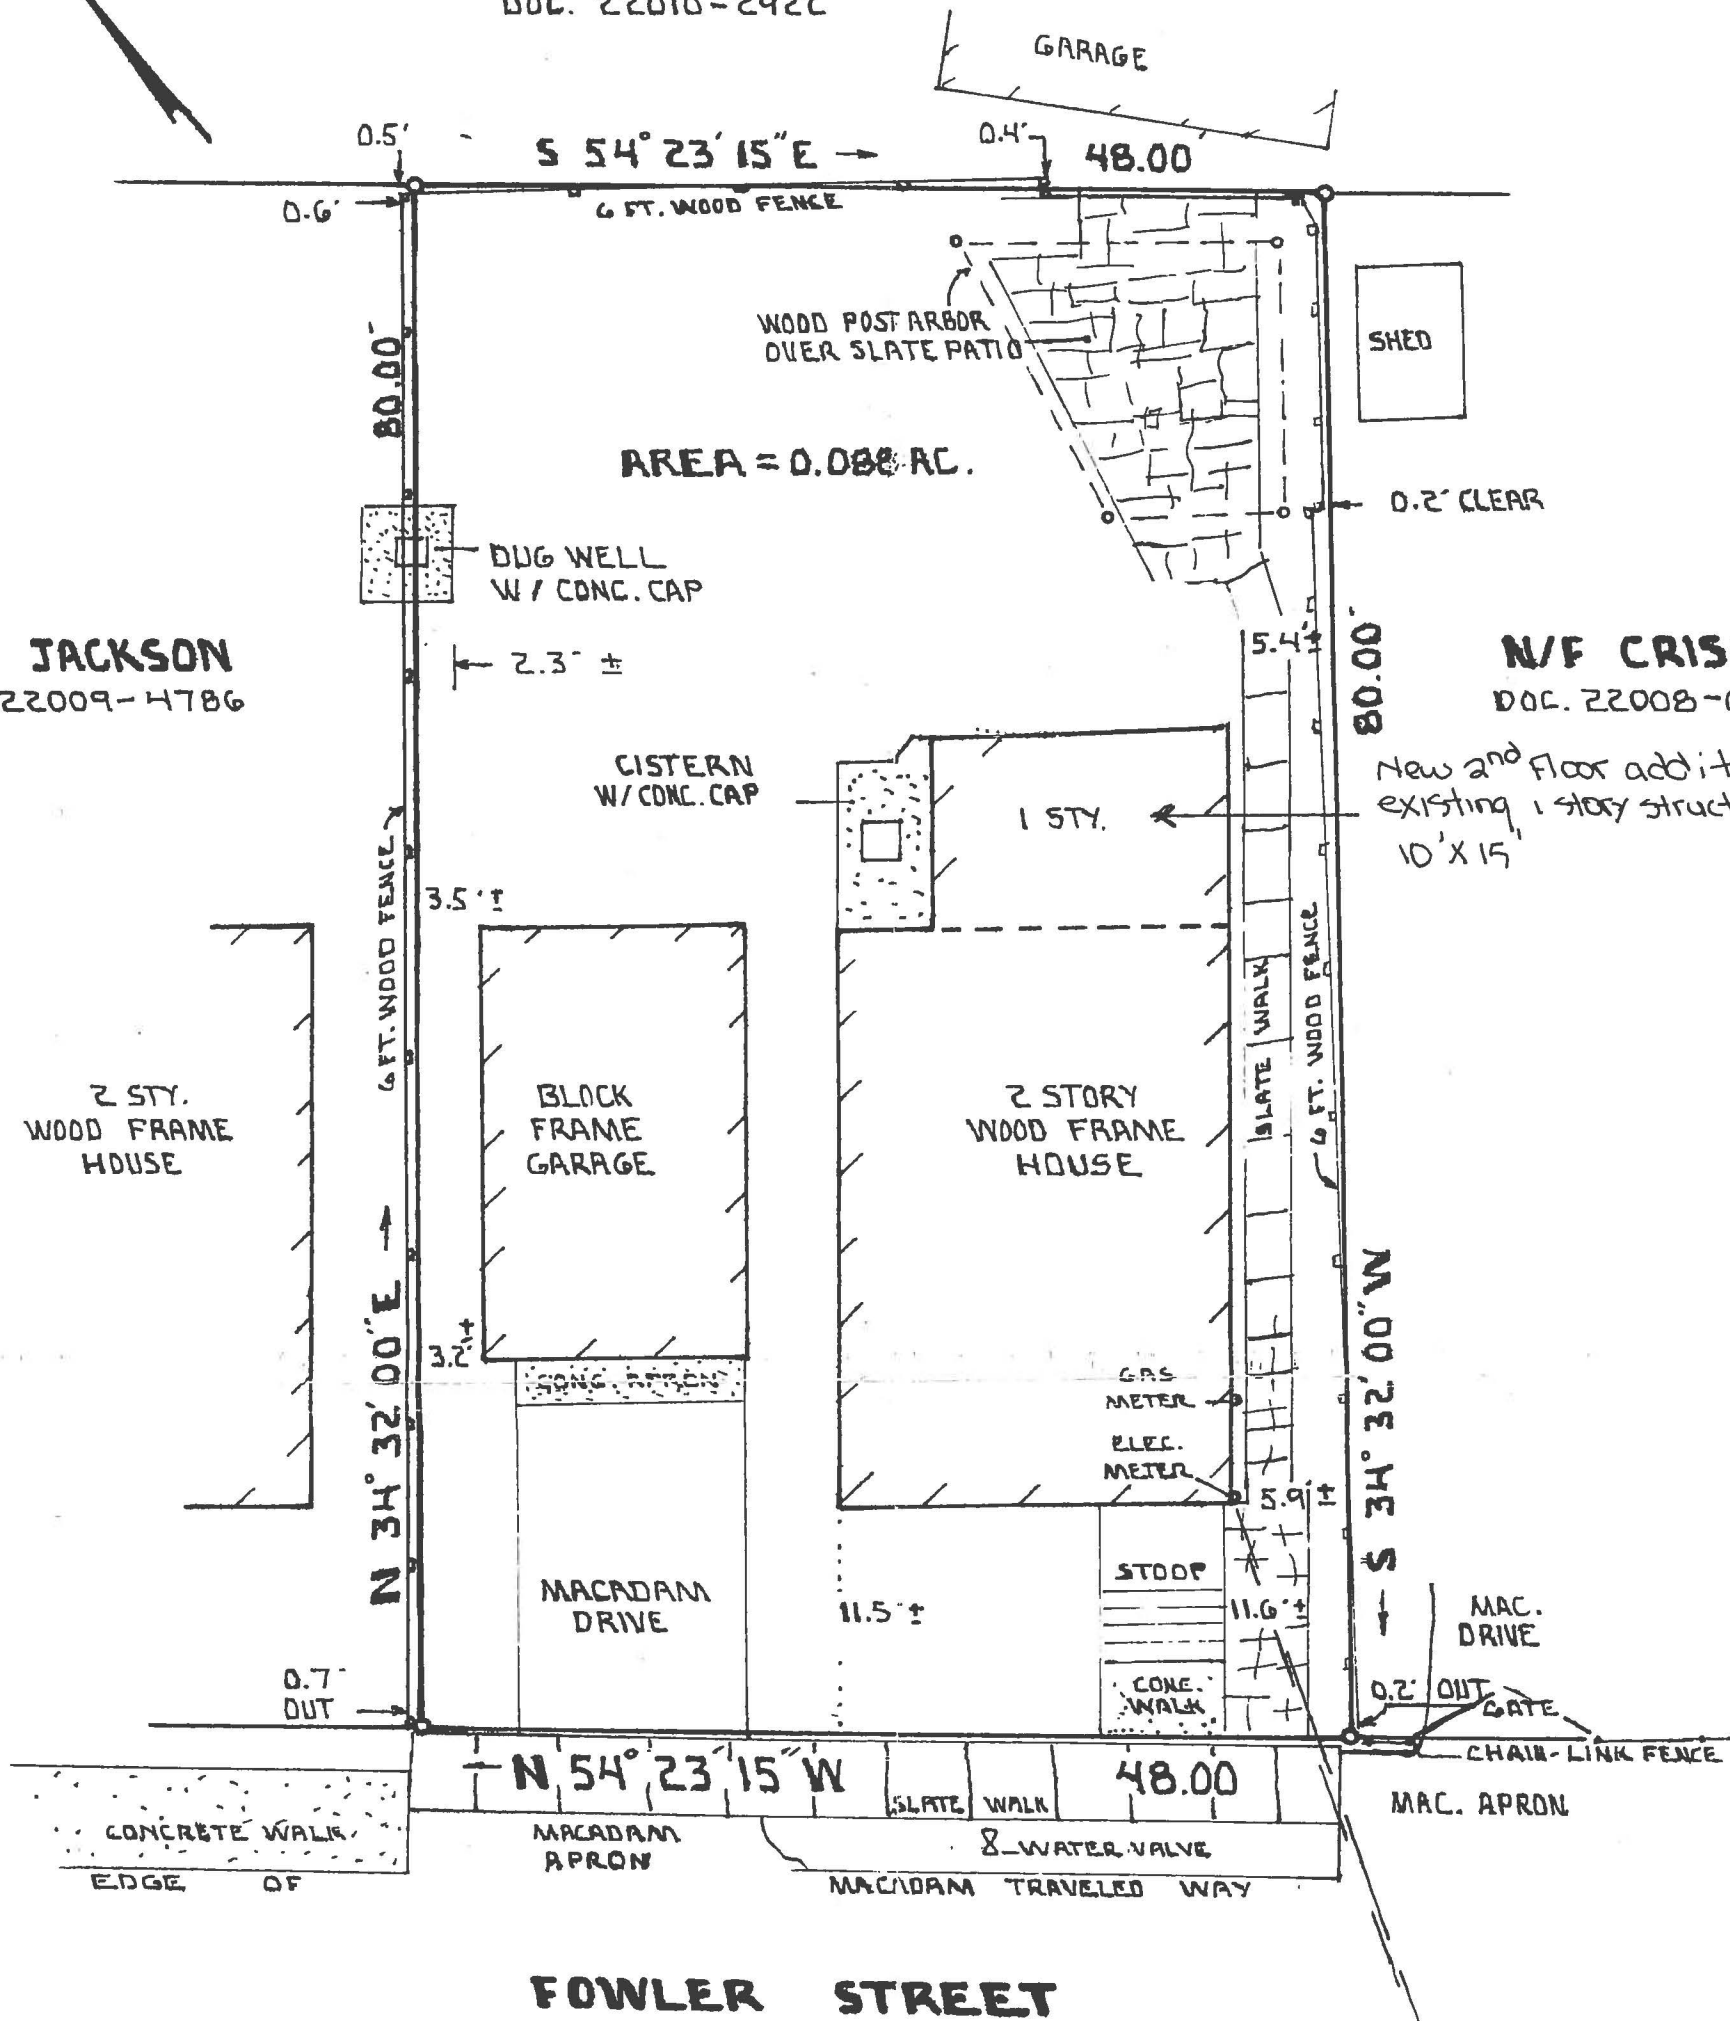 DOC. 22010-2922
GARAGE
0.5'
S 54° 23' 15" E
0.4'
48.00
0.6'
6 FT. WOOD FENCE
WOOD POST ARBOR
OVER SLATE PATIO
SHED
80.00'
AREA = 0.088 AC.
0.2' CLEAR
DUG WELL
W/ CONC. CAP
JACKSON
22009-4786
2.3' ±
5.4' ±
80.00'
N/F CRIS
DOC. 22008-
CISTERN
W/ CONC. CAP
1 STY.
New 2nd Floor addit
existing 1 story struct
10' X 15'
3.5' ±
6 FT. WOOD FENCE
2 STY.
WOOD FRAME
HOUSE
BLOCK
FRAME
GARAGE
2 STORY
WOOD FRAME
HOUSE
SLATE WALK
6 FT. WOOD FENCE
3.2' ±
CONC. APRON
N 34° 32' 00" E
GAS
METER
ELEC.
METER
5.9' ±
S 34° 32' 00" W
MACADAM
DRIVE
11.5' ±
STOOP
11.6' ±
CONC.
WALK
MAC.
DRIVE
0.7'
OUT
0.2' OUT
GATE
CHAIN-LINK FENCE
N 54° 23' 15" W
48.00
SLATE WALK
MAC. APRON
CONCRETE WALK
MACADAM
APRON
WATER VALVE
EDGE OF
MACADAM TRAVELED WAY
FOWLER STREET